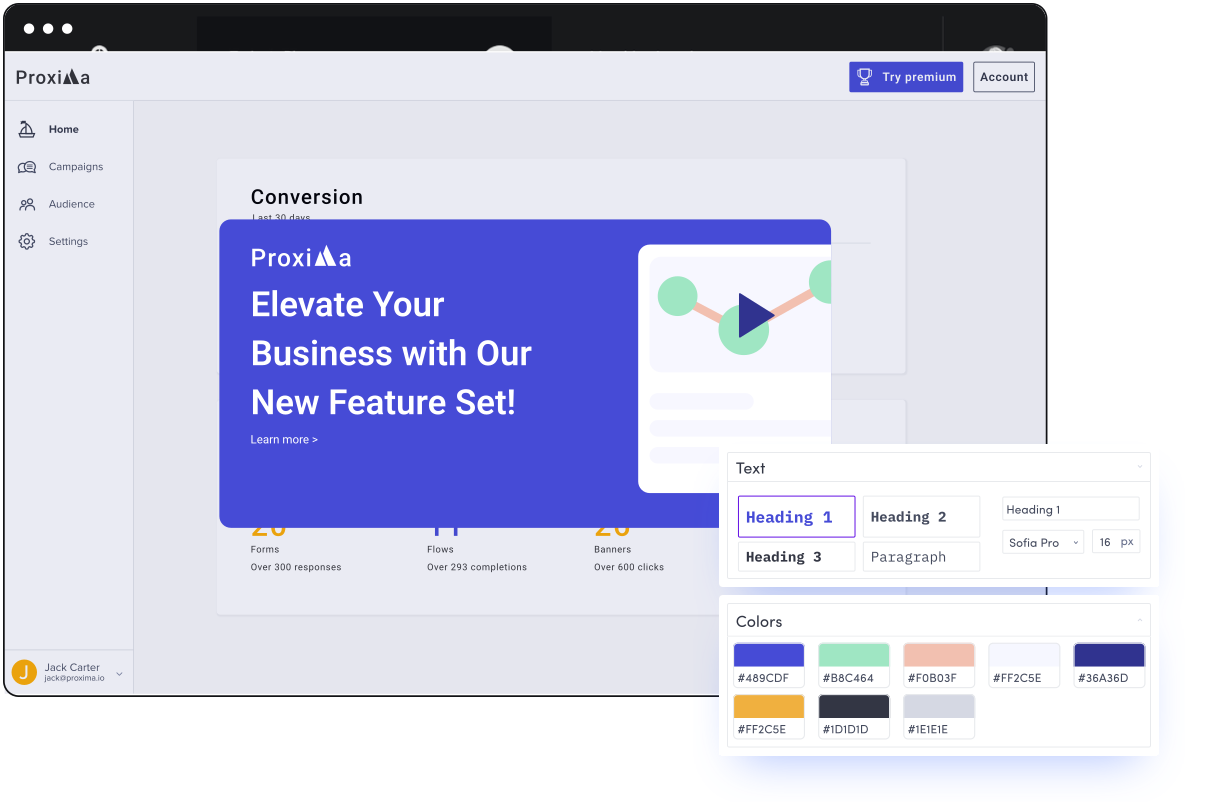 Proxima
Try premium
Account
Home
Campaigns
Audience
Settings
Conversion
Last 30 days
Proxima
Elevate Your
Business with Our
New Feature Set!
Learn more >
Forms
Flows
Banners
Over 300 responses
Over 293 completions
Over 600 clicks
J
Jack Carter
jack@proxima.io
Text
Heading 1
Heading 2
Heading 3
Paragraph
Heading 1
Sofia Pro
16 px
Colors
#489CDF
#B8C464
#F0B03F
#FF2C5E
#36A36D
#FF2C5E
#1D1D1D
#1E1E1E